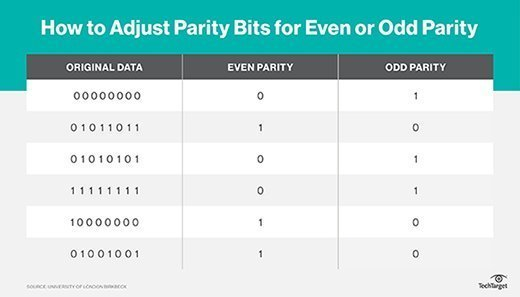 How to Adjust Parity Bits for Even or Odd Parity
ORIGINAL DATA EVEN PARITY ODD PARITY
0 0 0 0 0 0 0 0 0 1
0 1 0 1 1 0 1 1 1 0
0 1 0 1 0 1 0 1 0 1
1 1 1 1 1 1 1 1 0 1
1 0 0 0 0 0 0 0 1 0
0 1 0 0 1 0 0 1 1 0
SOURCE: UNIVERSITY OF LONDON BIRKBECK
TechTarget